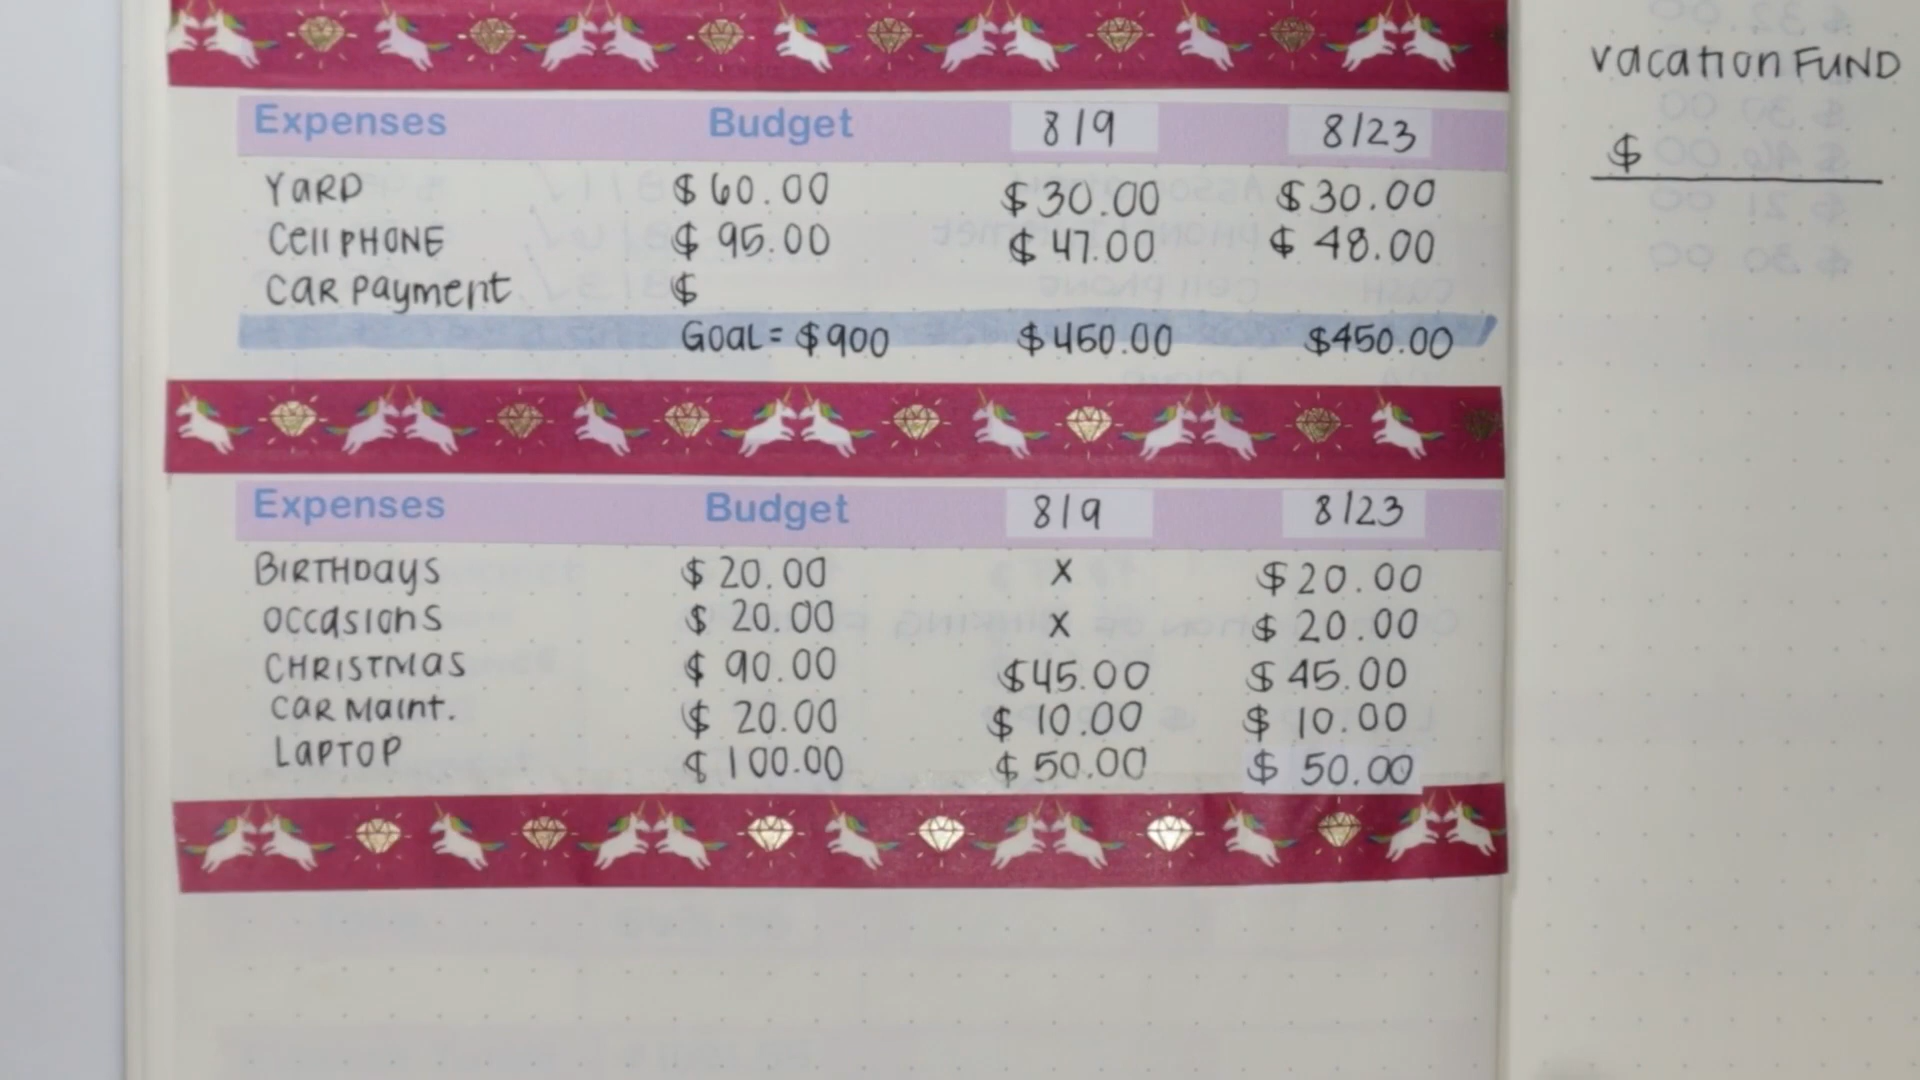 Expenses Budget 8/9 8/23
YARD $60.00 $30.00 $30.00
CELL PHONE $95.00 $47.00 $48.00
CAR Payment $
GOAL = $900 $450.00 $450.00
Expenses Budget 8/9 8/23
BIRTHDAYS $20.00 X $20.00
OCCASIONS $20.00 X $20.00
CHRISTMAS $90.00 $45.00 $45.00
CAR MAINT. $20.00 $10.00 $10.00
LAPTOP $100.00 $50.00 $50.00
vacation FUND
$